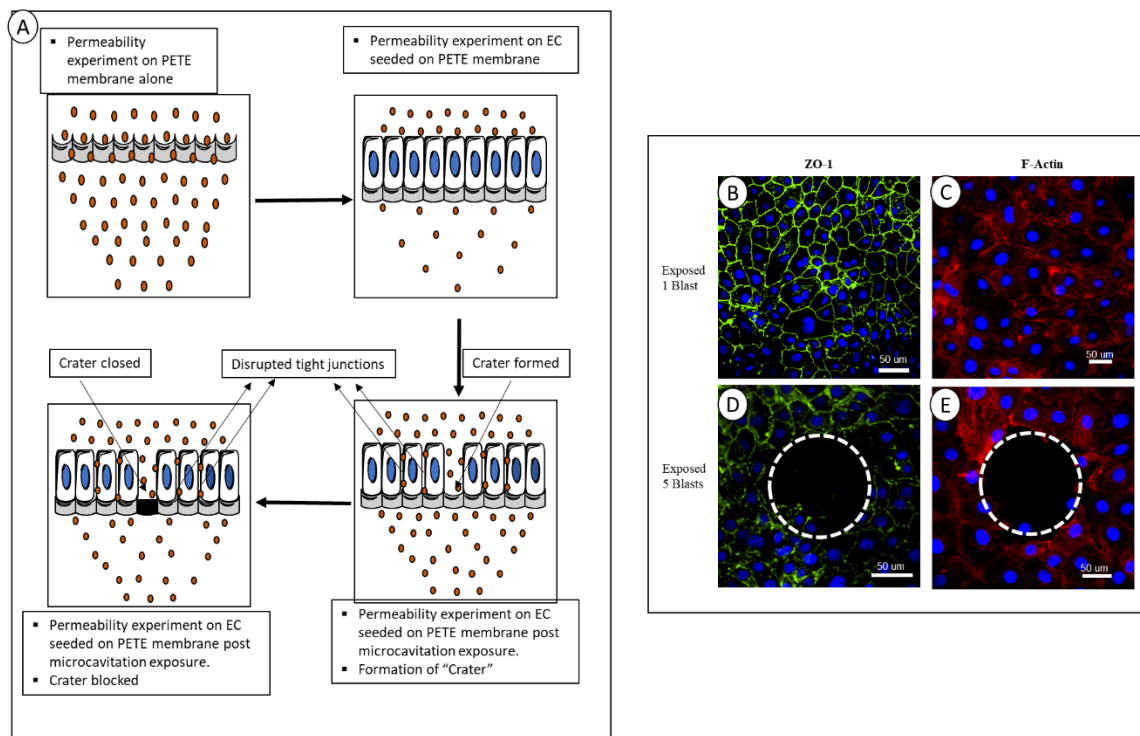 A
▪ Permeability
experiment on PETE
membrane alone
▪ Permeability experiment on EC
seeded on PETE membrane
Crater closed
Disrupted tight junctions
Crater formed
▪ Permeability experiment on EC
seeded on PETE membrane post
microcavitation exposure.
▪ Crater blocked
▪ Permeability experiment on EC
seeded on PETE membrane post
microcavitation exposure.
▪ Formation of “Crater”
ZO-1
F-Actin
B
C
Exposed
1 Blast
50 um
50 um
D
E
Exposed
5 Blasts
50 um
50 um